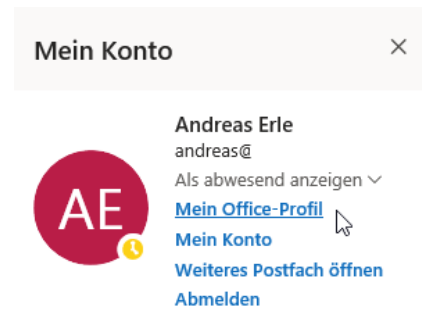 Mein Konto
Andreas Erle
andreas@
Als abwesend anzeigen
AE
Mein Office-Profil
Mein Konto
Weiteres Postfach öffnen
Abmelden